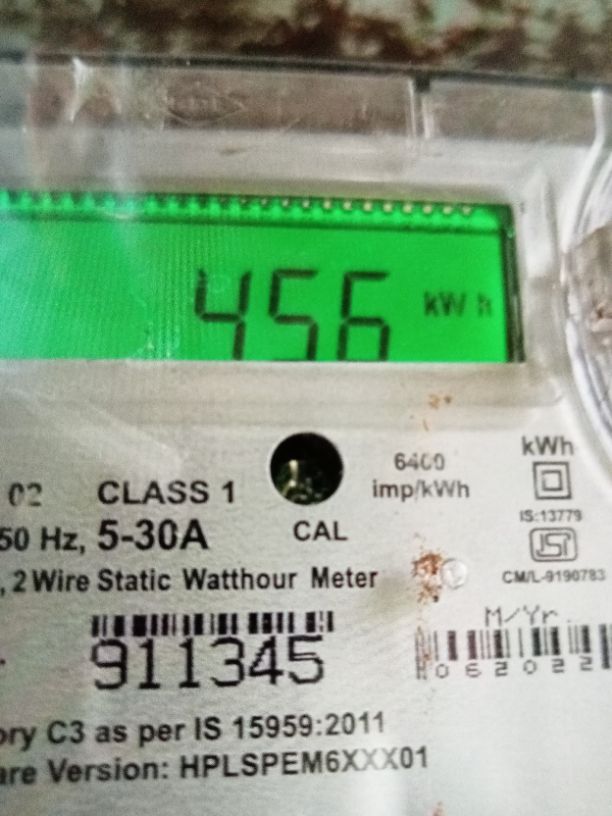 456 kWh
kWh
6400
imp/kWh
02 CLASS 1
IS:13779
50 Hz, 5-30A
CAL
ISI
CM/L-9190783
, 2 Wire Static Watthour Meter
M/Yr.
911345
062022
ory C3 as per IS 15959:2011
are Version: HPLSPEM6XXX01